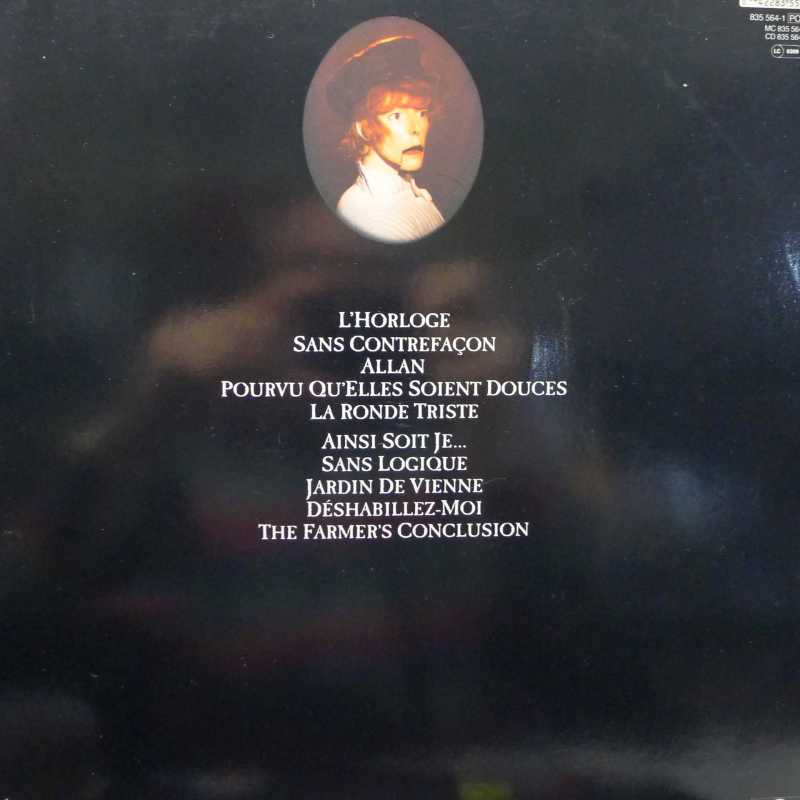 835 564-1
MC 835 564
CD 835 564
LC
L'HORLOGE
SANS CONTREFAÇON
ALLAN
POURVU QU'ELLES SOIENT DOUCES
LA RONDE TRISTE
AINSI SOIT JE...
SANS LOGIQUE
JARDIN DE VIENNE
DÉSHABILLEZ-MOI
THE FARMER'S CONCLUSION